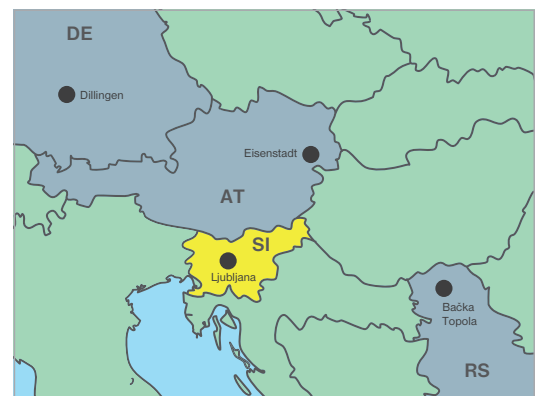 DE
Dillingen
Eisenstadt
AT
SI
Ljubljana
Bačka
Topola
RS